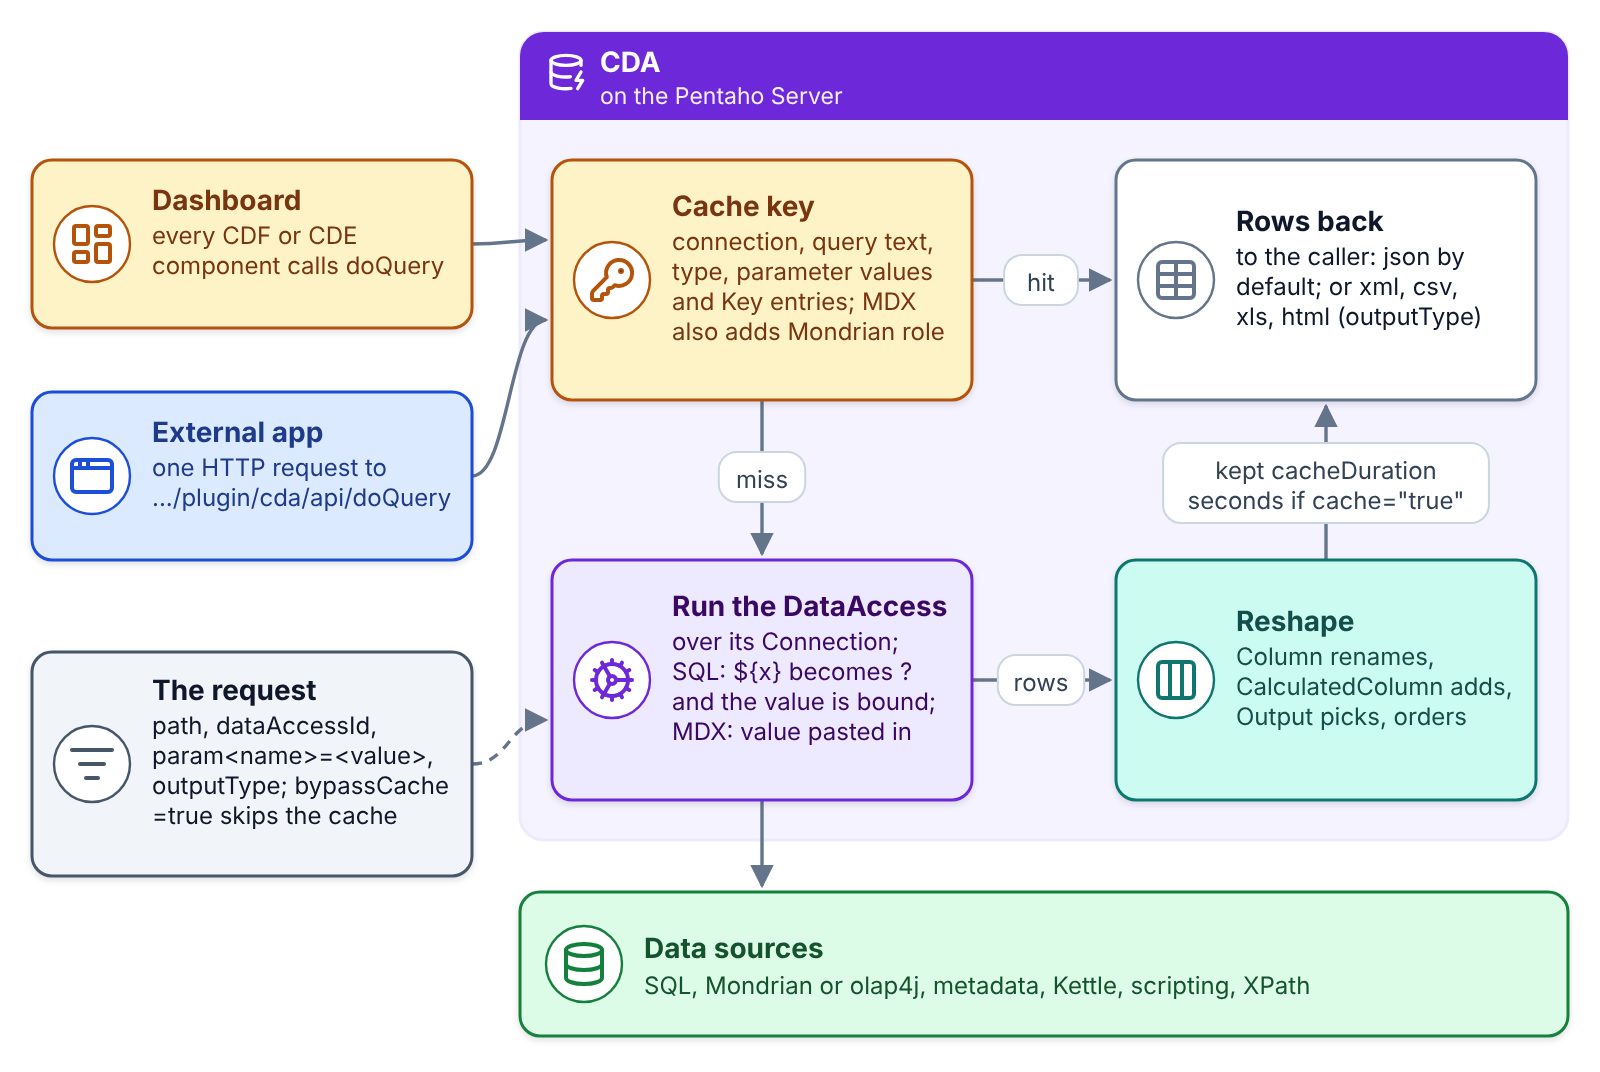 CDA
on the Pentaho Server
Dashboard
every CDF or CDE
component calls doQuery
Cache key
connection, query text,
type, parameter values
and Key entries; MDX
also adds Mondrian role
hit
Rows back
to the caller: json by
default; or xml, csv,
xls, html (outputType)
External app
one HTTP request to
.../plugin/cda/api/doQuery
miss
kept cacheDuration
seconds if cache="true"
The request
path, dataAccessId,
param<name>=<value>,
outputType; bypassCache
=true skips the cache
Run the DataAccess
over its Connection;
SQL: ${x} becomes ?
and the value is bound;
MDX: value pasted in
rows
Reshape
Column renames,
CalculatedColumn adds,
Output picks, orders
Data sources
SQL, Mondrian or olap4j, metadata, Kettle, scripting, XPath